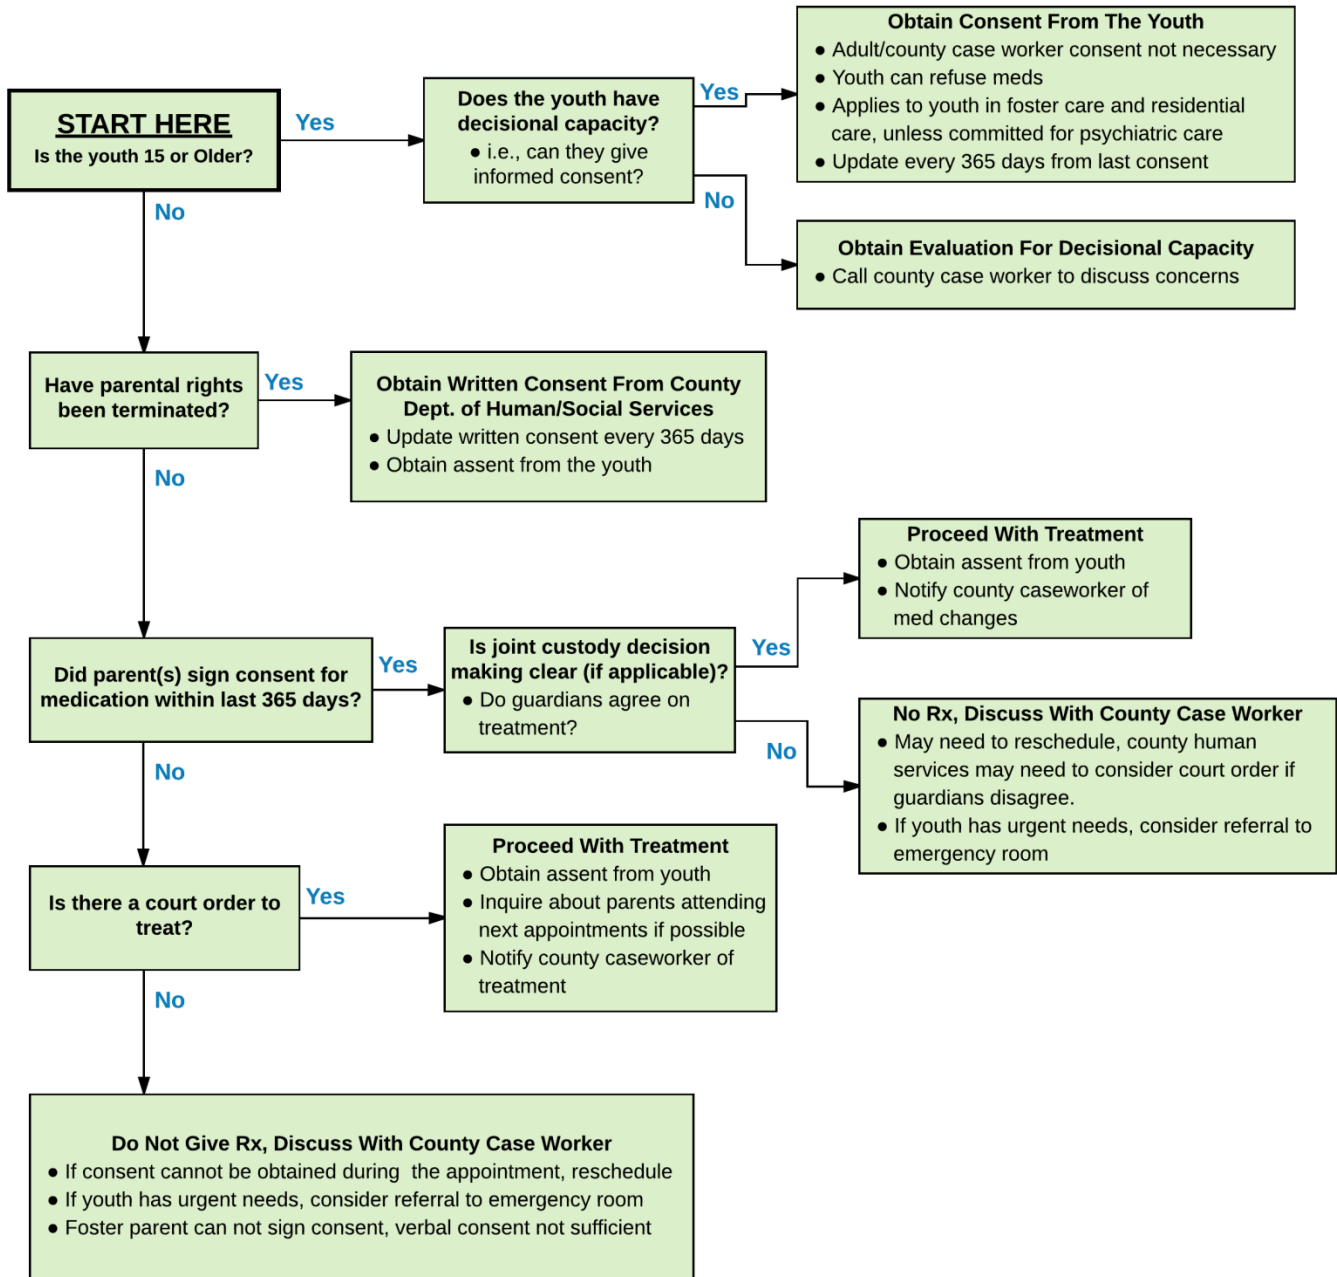 START HERE
Is the youth 15 or Older?
Yes
Does the youth have
decisional capacity?
● i.e., can they give
informed consent?
Yes
Obtain Consent From The Youth
● Adult/county case worker consent not necessary
● Youth can refuse meds
● Applies to youth in foster care and residential
care, unless committed for psychiatric care
● Update every 365 days from last consent
No
Obtain Evaluation For Decisional Capacity
● Call county case worker to discuss concerns
No
Have parental rights
been terminated?
Yes
Obtain Written Consent From County
Dept. of Human/Social Services
● Update written consent every 365 days
● Obtain assent from the youth
No
Did parent(s) sign consent for
medication within last 365 days?
Yes
Is joint custody decision
making clear (if applicable)?
● Do guardians agree on
treatment?
Yes
Proceed With Treatment
● Obtain assent from youth
● Notify county caseworker of
med changes
No
No Rx, Discuss With County Case Worker
● May need to reschedule, county human
services may need to consider court order if
guardians disagree.
● If youth has urgent needs, consider referral to
emergency room
No
Is there a court order to
treat?
Yes
Proceed With Treatment
● Obtain assent from youth
● Inquire about parents attending
next appointments if possible
● Notify county caseworker of
treatment
No
Do Not Give Rx, Discuss With County Case Worker
● If consent cannot be obtained during  the appointment, reschedule
● If youth has urgent needs, consider referral to emergency room
● Foster parent can not sign consent, verbal consent not sufficient